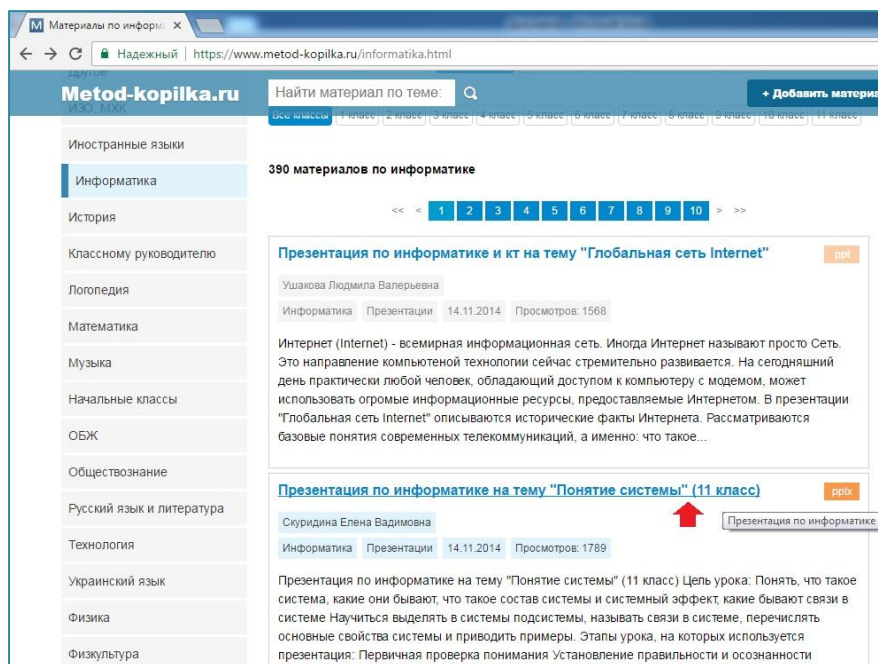 Материалы по информа
Надежный https://www.metod-kopilka.ru/informatika.html
Другое
Metod-kopilka.ru
Найти материал по теме:
+ Добавить материа
ИЗО, МХК
Все классы 1 класс 2 класс 3 класс 4 класс 5 класс 6 класс 7 класс 8 класс 9 класс 10 класс 11 класс
Иностранные языки
Информатика
История
Классному руководителю
Логопедия
Математика
Музыка
Начальные классы
ОБЖ
Обществознание
Русский язык и литература
Технология
Украинский язык
Физика
Физкультура
390 материалов по информатике
<< < 1 2 3 4 5 6 7 8 9 10 > >>
Презентация по информатике и кт на тему "Глобальная сеть Internet"
ppt
Ушакова Людмила Валерьевна
Информатика Презентации 14.11.2014 Просмотров: 1568
Интернет (Internet) - всемирная информационная сеть. Иногда Интернет называют просто Сеть.
Это направление компьютеной технологии сейчас стремительно развивается. На сегодняшний
день практически любой человек, обладающий доступом к компьютеру с модемом, может
использовать огромые информационные ресурсы, предоставляемые Интернетом. В презентации
"Глобальная сеть Internet" описываются исторические факты Интернета. Рассматриваются
базовые понятия современных телекоммуникаций, а именно: что такое...
Презентация по информатике на тему "Понятие системы" (11 класс)
pptx
Скуридина Елена Вадимовна
Презентация по информатике
Информатика Презентации 14.11.2014 Просмотров: 1789
Презентация по информатике на тему "Понятие системы" (11 класс) Цель урока: Понять, что такое
система, какие они бывают, что такое состав системы и системный эффект, какие бывают связи в
системе Научиться выделять в системы подсистемы, называть связи в системе, перечислять
основные свойства системы и приводить примеры. Этапы урока, на которых используется
презентация: Первичная проверка понимания Установление правильности и осознанности